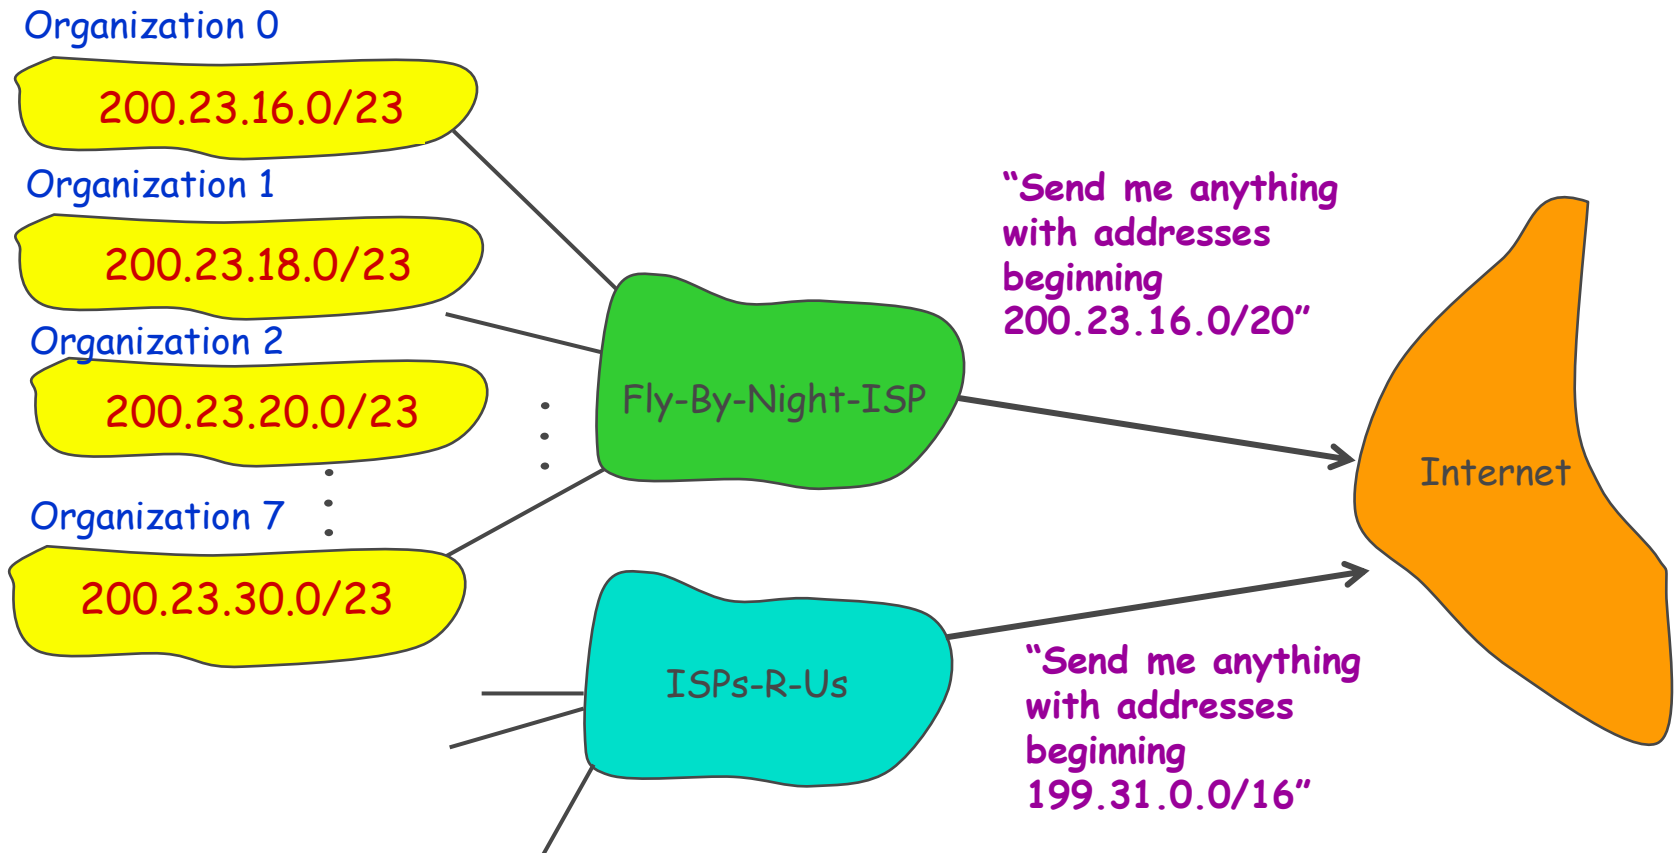 Organization 0
200.23.16.0/23
Organization 1
200.23.18.0/23
Organization 2
200.23.20.0/23
Organization 7
200.23.30.0/23
Fly-By-Night-ISP
“Send me anything
with addresses
beginning
200.23.16.0/20”
Internet
ISPs-R-Us
“Send me anything
with addresses
beginning
199.31.0.0/16”